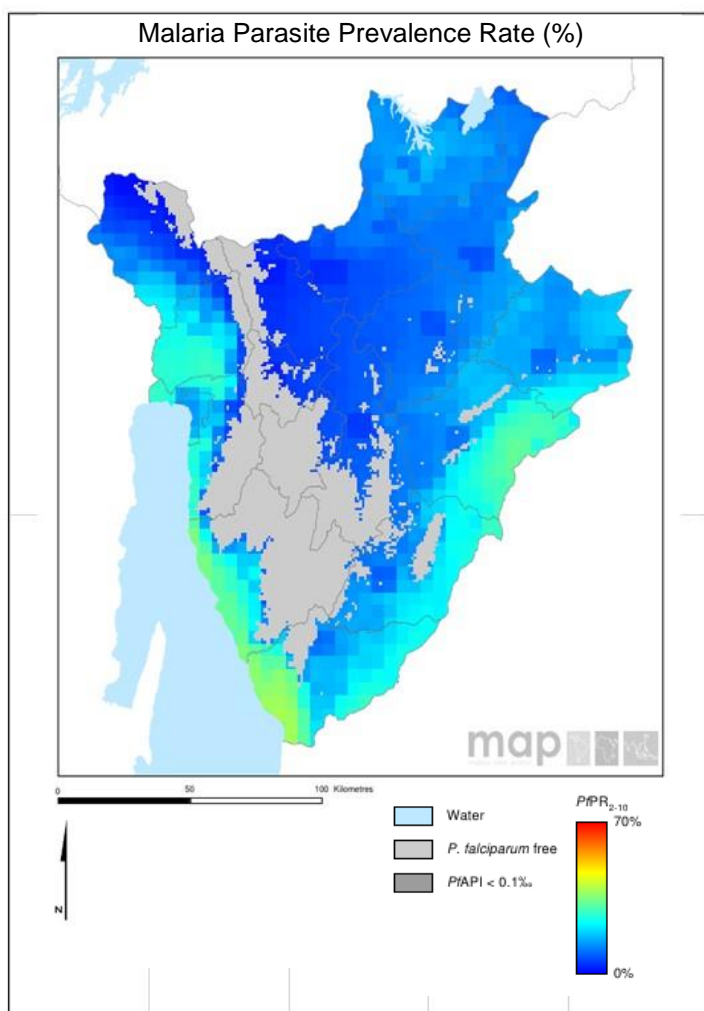 Malaria Parasite Prevalence Rate (%)
map
0 50 100 Kilometres
N
Water
P. falciparum free
PfAPI < 0.1‰
PfPR2-10
70%
0%